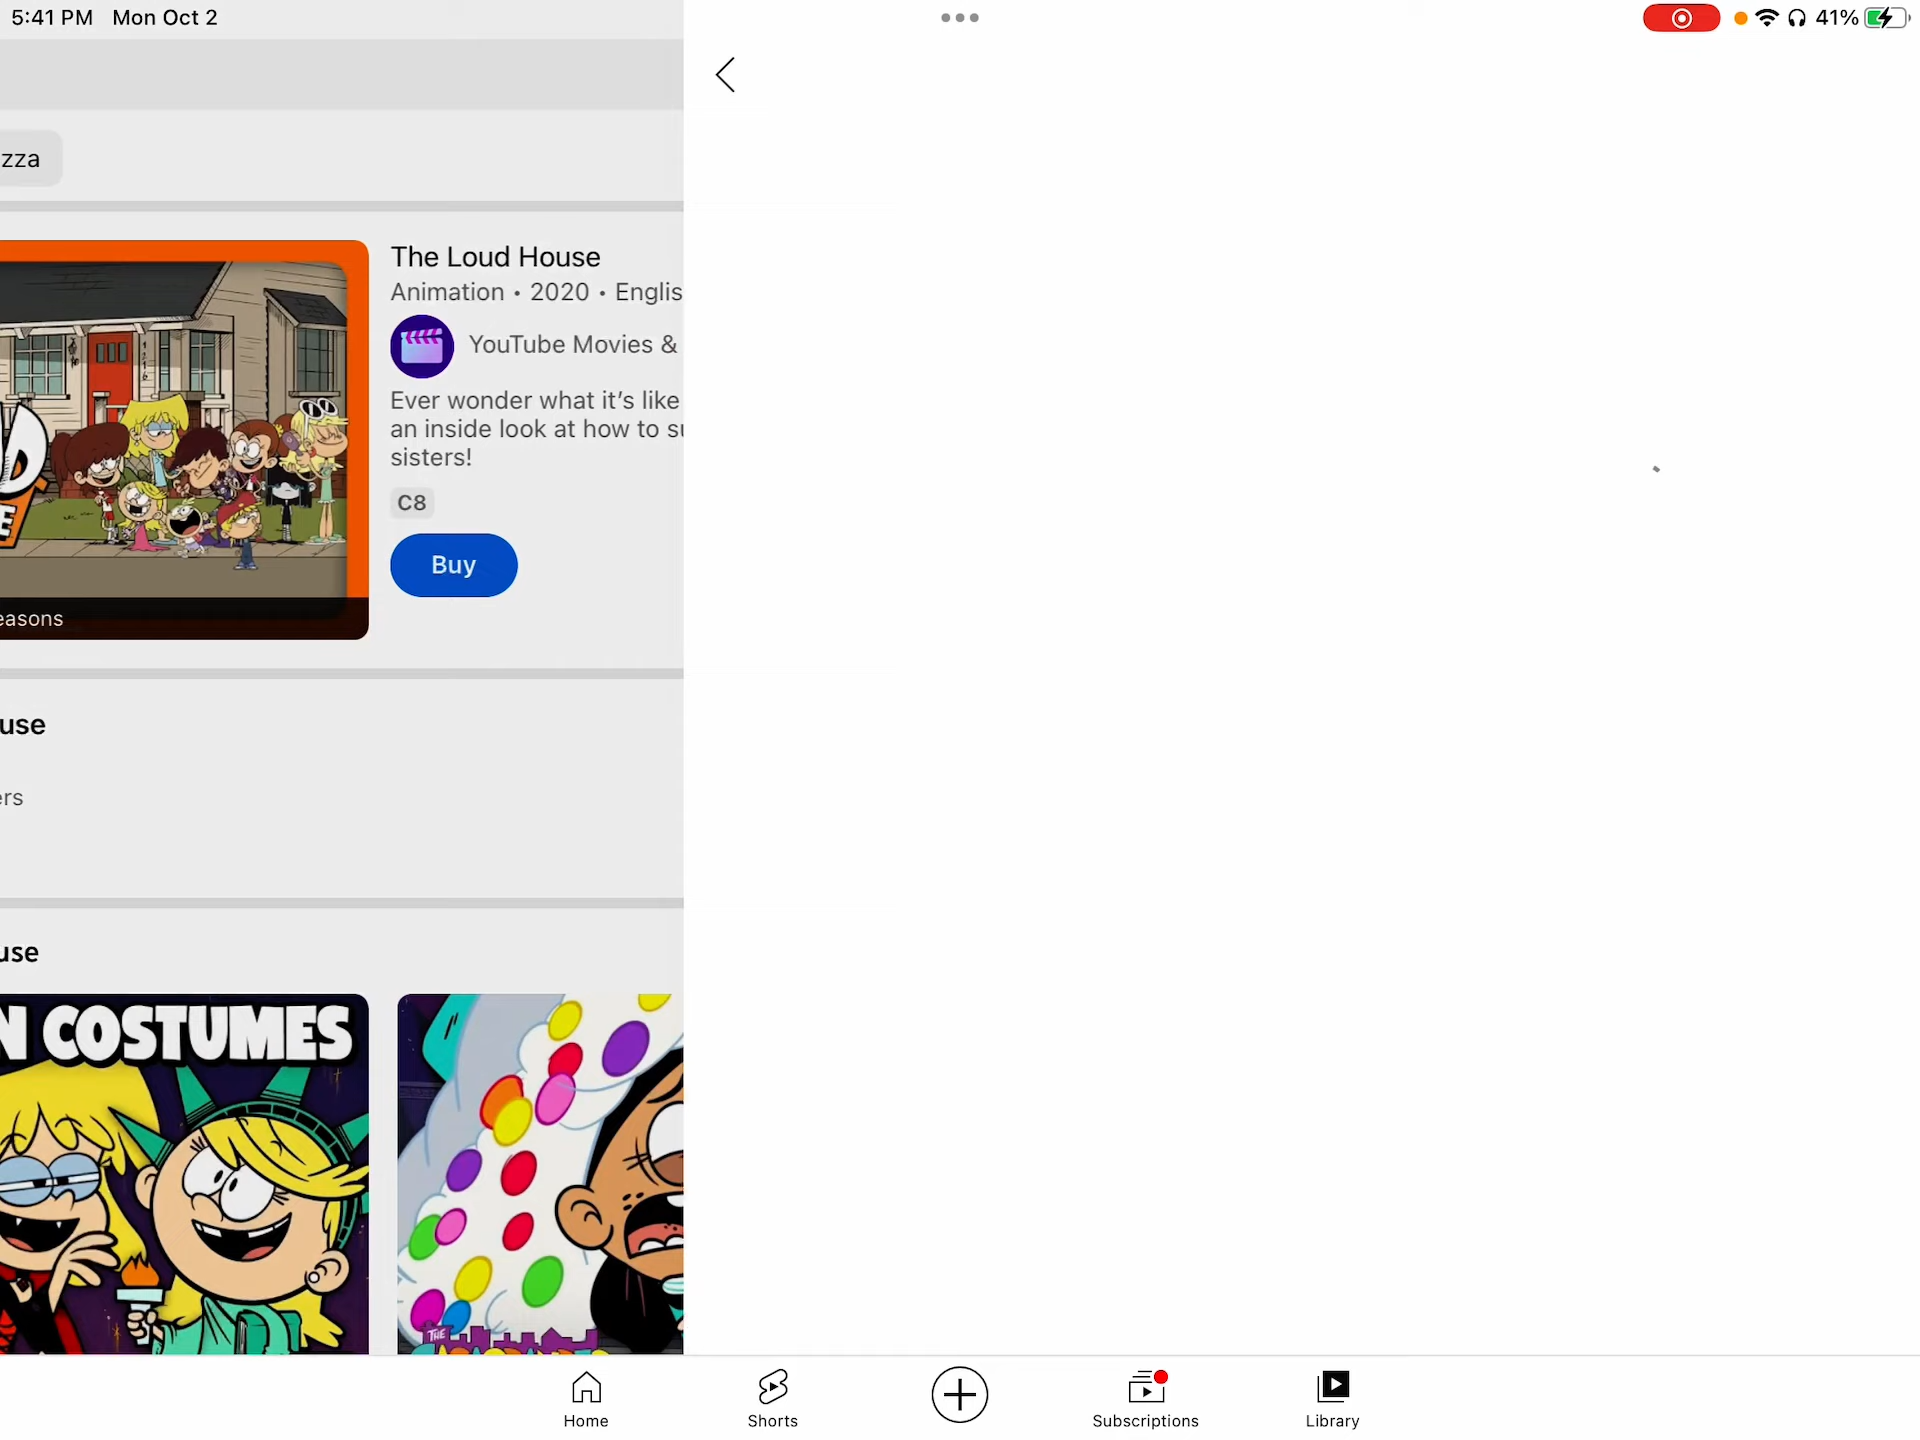 5:41 PM Mon Oct 2
41%
zza
The Loud House
Animation • 2020 • Englis
YouTube Movies &
Ever wonder what it's like
an inside look at how to su
sisters!
C8
Buy
easons
use
ers
use
N COSTUMES
THE
Home
Shorts
Subscriptions
Library